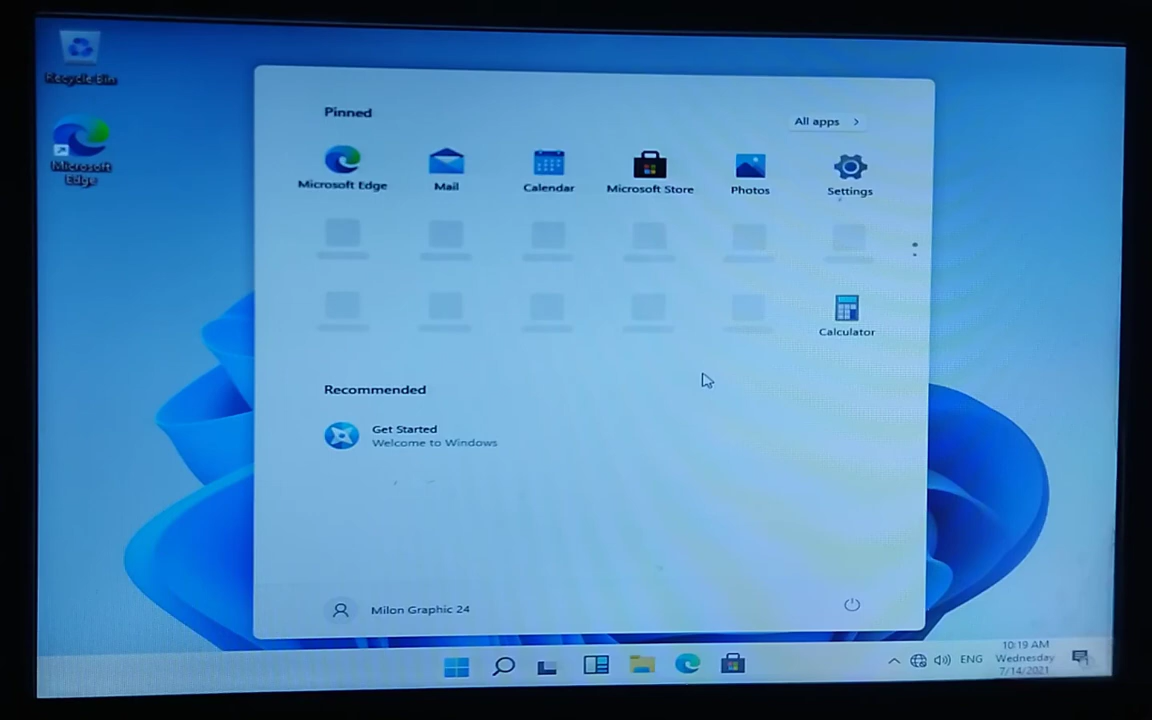 Recycle Bin
Microsoft
Edge
Pinned
All apps
Microsoft Edge
Mail
Calendar
Microsoft Store
Photos
Settings
Calculator
Recommended
Get Started
Welcome to Windows
Milon Graphic 24
ENG
10:19 AM
Wednesday
7/14/2021